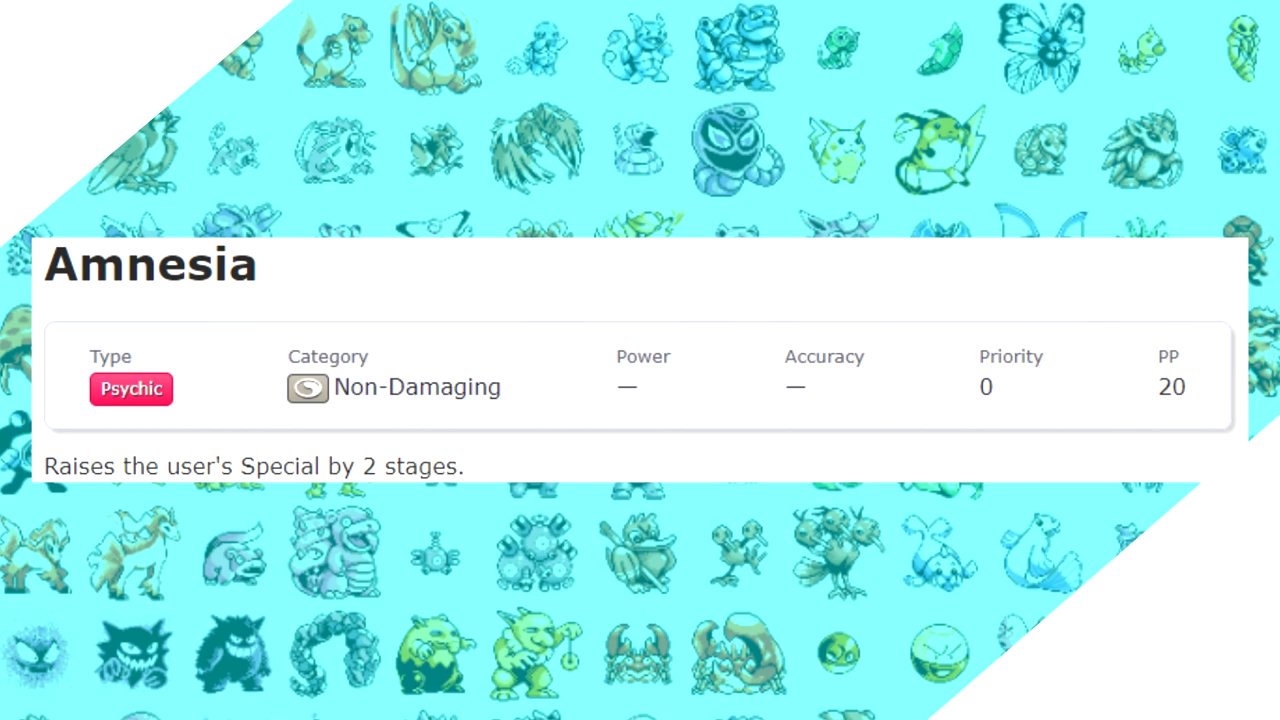 Amnesia
Type Category Power Accuracy Priority PP
Psychic Non-Damaging — — 0 20
Raises the user's Special by 2 stages.